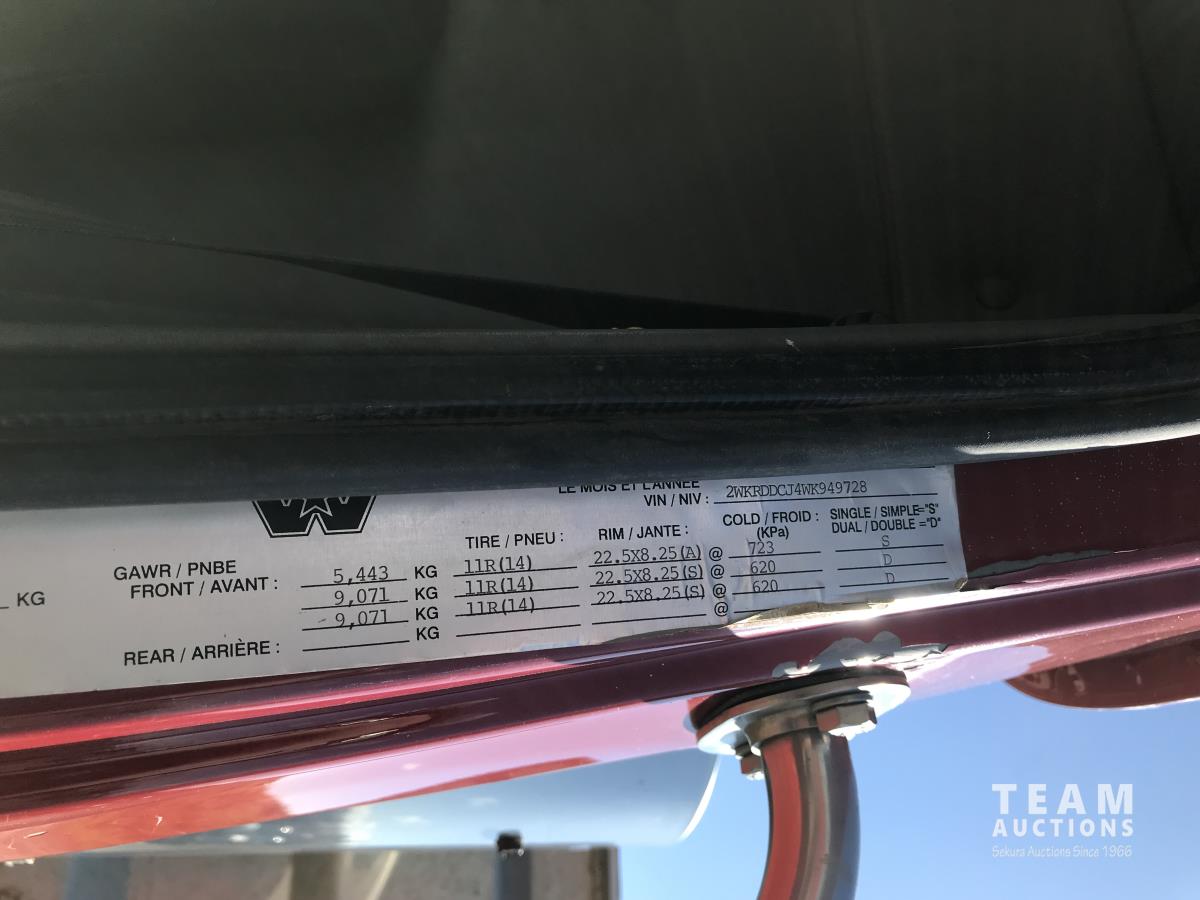 LE MOIS ET L'ANNÉE
VIN / NIV : 2WKRDDCJ4WK949728
TIRE / PNEU : RIM / JANTE : COLD / FROID : (KPa) SINGLE / SIMPLE="S" DUAL / DOUBLE ="D"
GAWR / PNBE
FRONT / AVANT : 5,443 KG 11R(14) 22.5X8.25(A) @ 723 S
9,071 KG 11R(14) 22.5X8.25(S) @ 620 D
9,071 KG 11R(14) 22.5X8.25(S) @ 620 D
REAR / ARRIÈRE : KG @
KG
TEAM
AUCTIONS
Sekura Auctions Since 1966